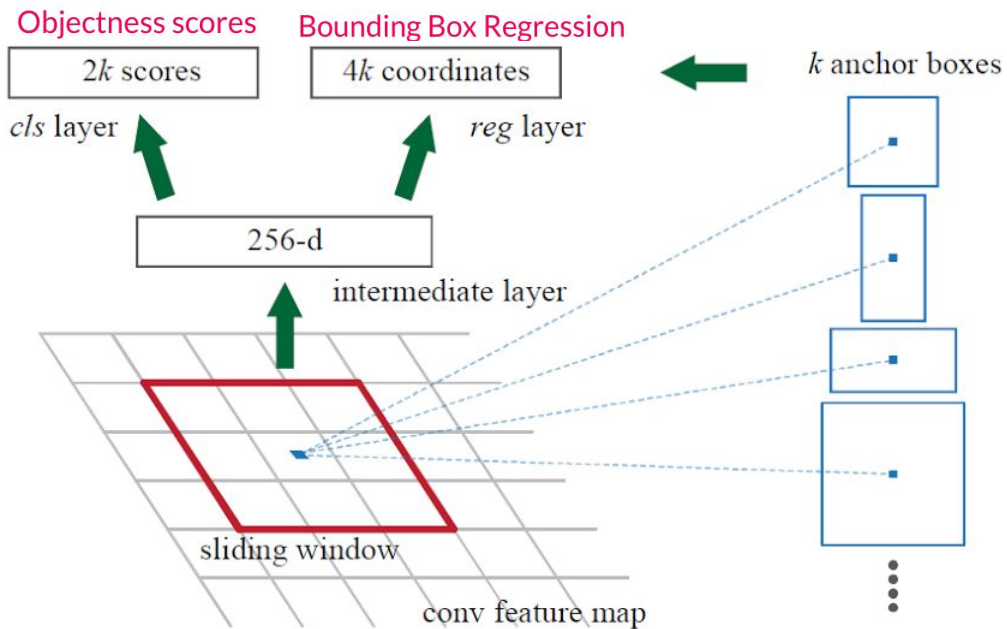 Objectness scores
Bounding Box Regression
2k scores
4k coordinates
k anchor boxes
cls layer
reg layer
256-d
intermediate layer
sliding window
conv feature map